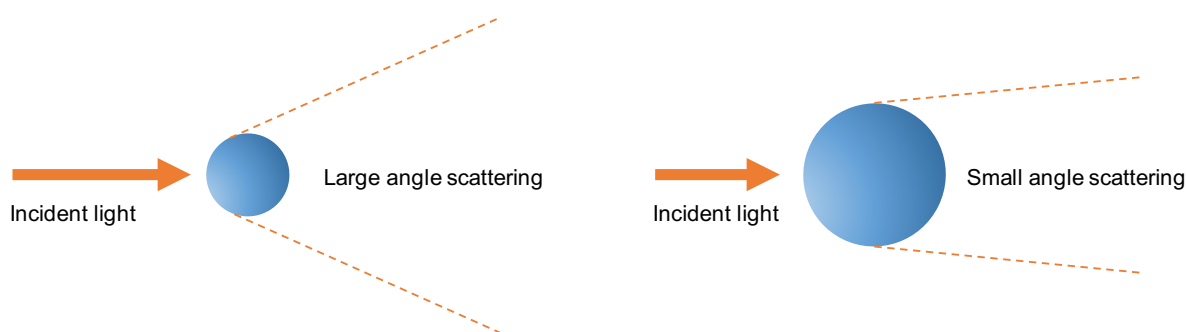 Large angle scattering
Incident light
Small angle scattering
Incident light